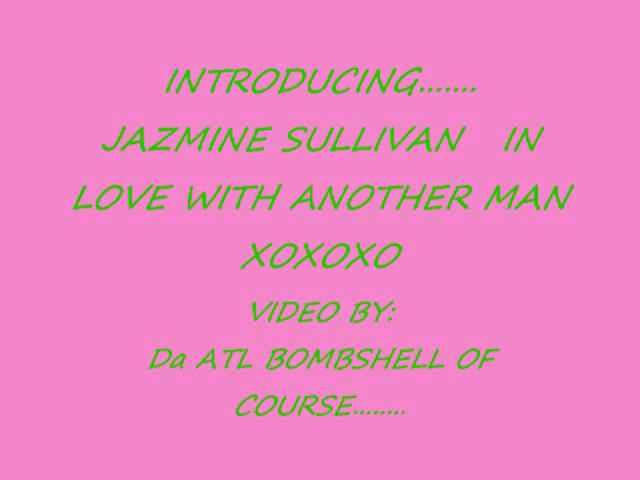 INTRODUCING.......
JAZMINE SULLIVAN IN
LOVE WITH ANOTHER MAN
XOXOXO
VIDEO BY:
Da ATL BOMBSHELL OF
COURSE........